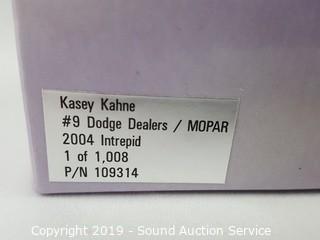 Kasey Kahne
#9 Dodge Dealers / MOPAR
2004 Intrepid
1 of 1,008
P/N 109314
Copyright 2019 - Sound Auction Service